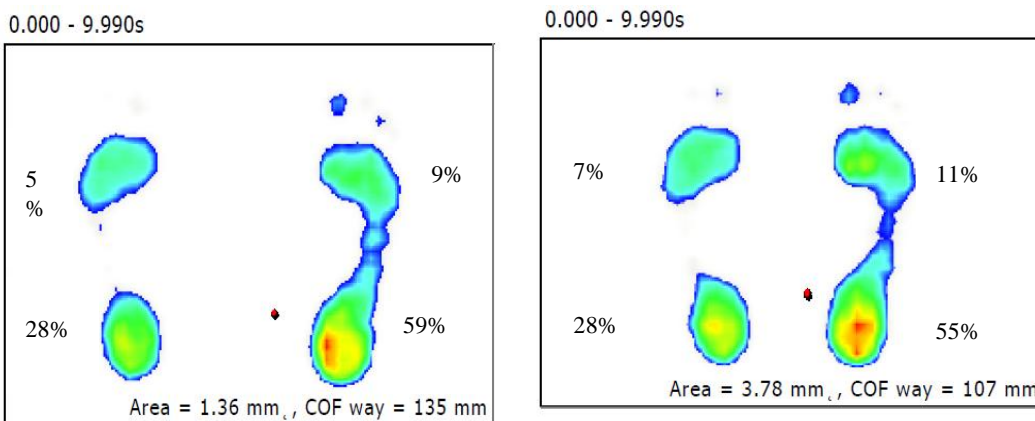 0.000 - 9.990s
5
%
9%
28%
59%
Area = 1.36 mm , COF way = 135 mm
0.000 - 9.990s
7%
11%
28%
55%
Area = 3.78 mm , COF way = 107 mm